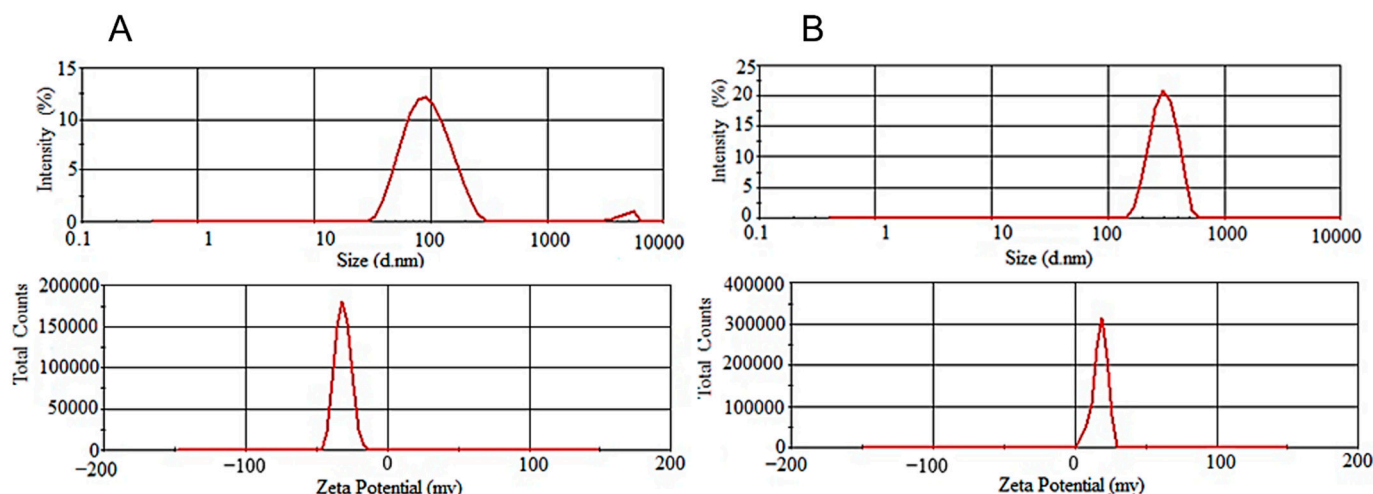 A
B
15
10
5
0
Intensity (%)
0.1 1 10 100 1000 10000
Size (d.nm)
25
20
15
10
5
0
Intensity (%)
0.1 1 10 100 1000 10000
Size (d.nm)
200000
150000
100000
50000
0
Total Counts
−200 −100 0 100 200
Zeta Potential (mv)
400000
300000
200000
100000
0
Total Counts
−200 −100 0 100 200
Zeta Potential (mv)